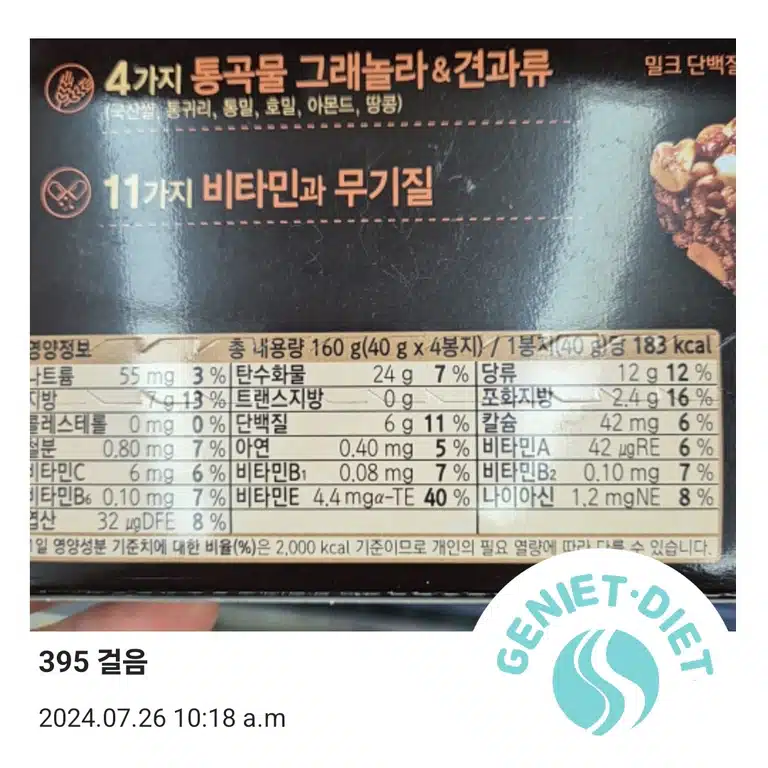 4가지 통곡물 그래놀라&견과류
(국산쌀, 통귀리, 통밀, 호밀, 아몬드, 땅콩)
밀크 단백질
11가지 비타민과 무기질
영양정보 총 내용량 160 g(40 g x 4봉지) / 1봉지(40 g)당 183 kcal
나트륨 55 mg 3 % 탄수화물 24 g 7 % 당류 12 g 12 %
지방 7 g 13 % 트랜스지방 0 g 포화지방 2.4 g 16 %
콜레스테롤 0 mg 0 % 단백질 6 g 11 % 칼슘 42 mg 6 %
철분 0.80 mg 7 % 아연 0.40 mg 5 % 비타민A 42 µgRE 6 %
비타민C 6 mg 6 % 비타민B1 0.08 mg 7 % 비타민B2 0.10 mg 7 %
비타민B6 0.10 mg 7 % 비타민E 4.4 mgα-TE 40 % 나이아신 1.2 mgNE 8 %
엽산 32 µgDFE 8 %
1일 영양성분 기준치에 대한 비율(%)은 2,000 kcal 기준이므로 개인의 필요 열량에 따라 다를 수 있습니다.
GENIET·DIET
395 걸음
2024.07.26 10:18 a.m